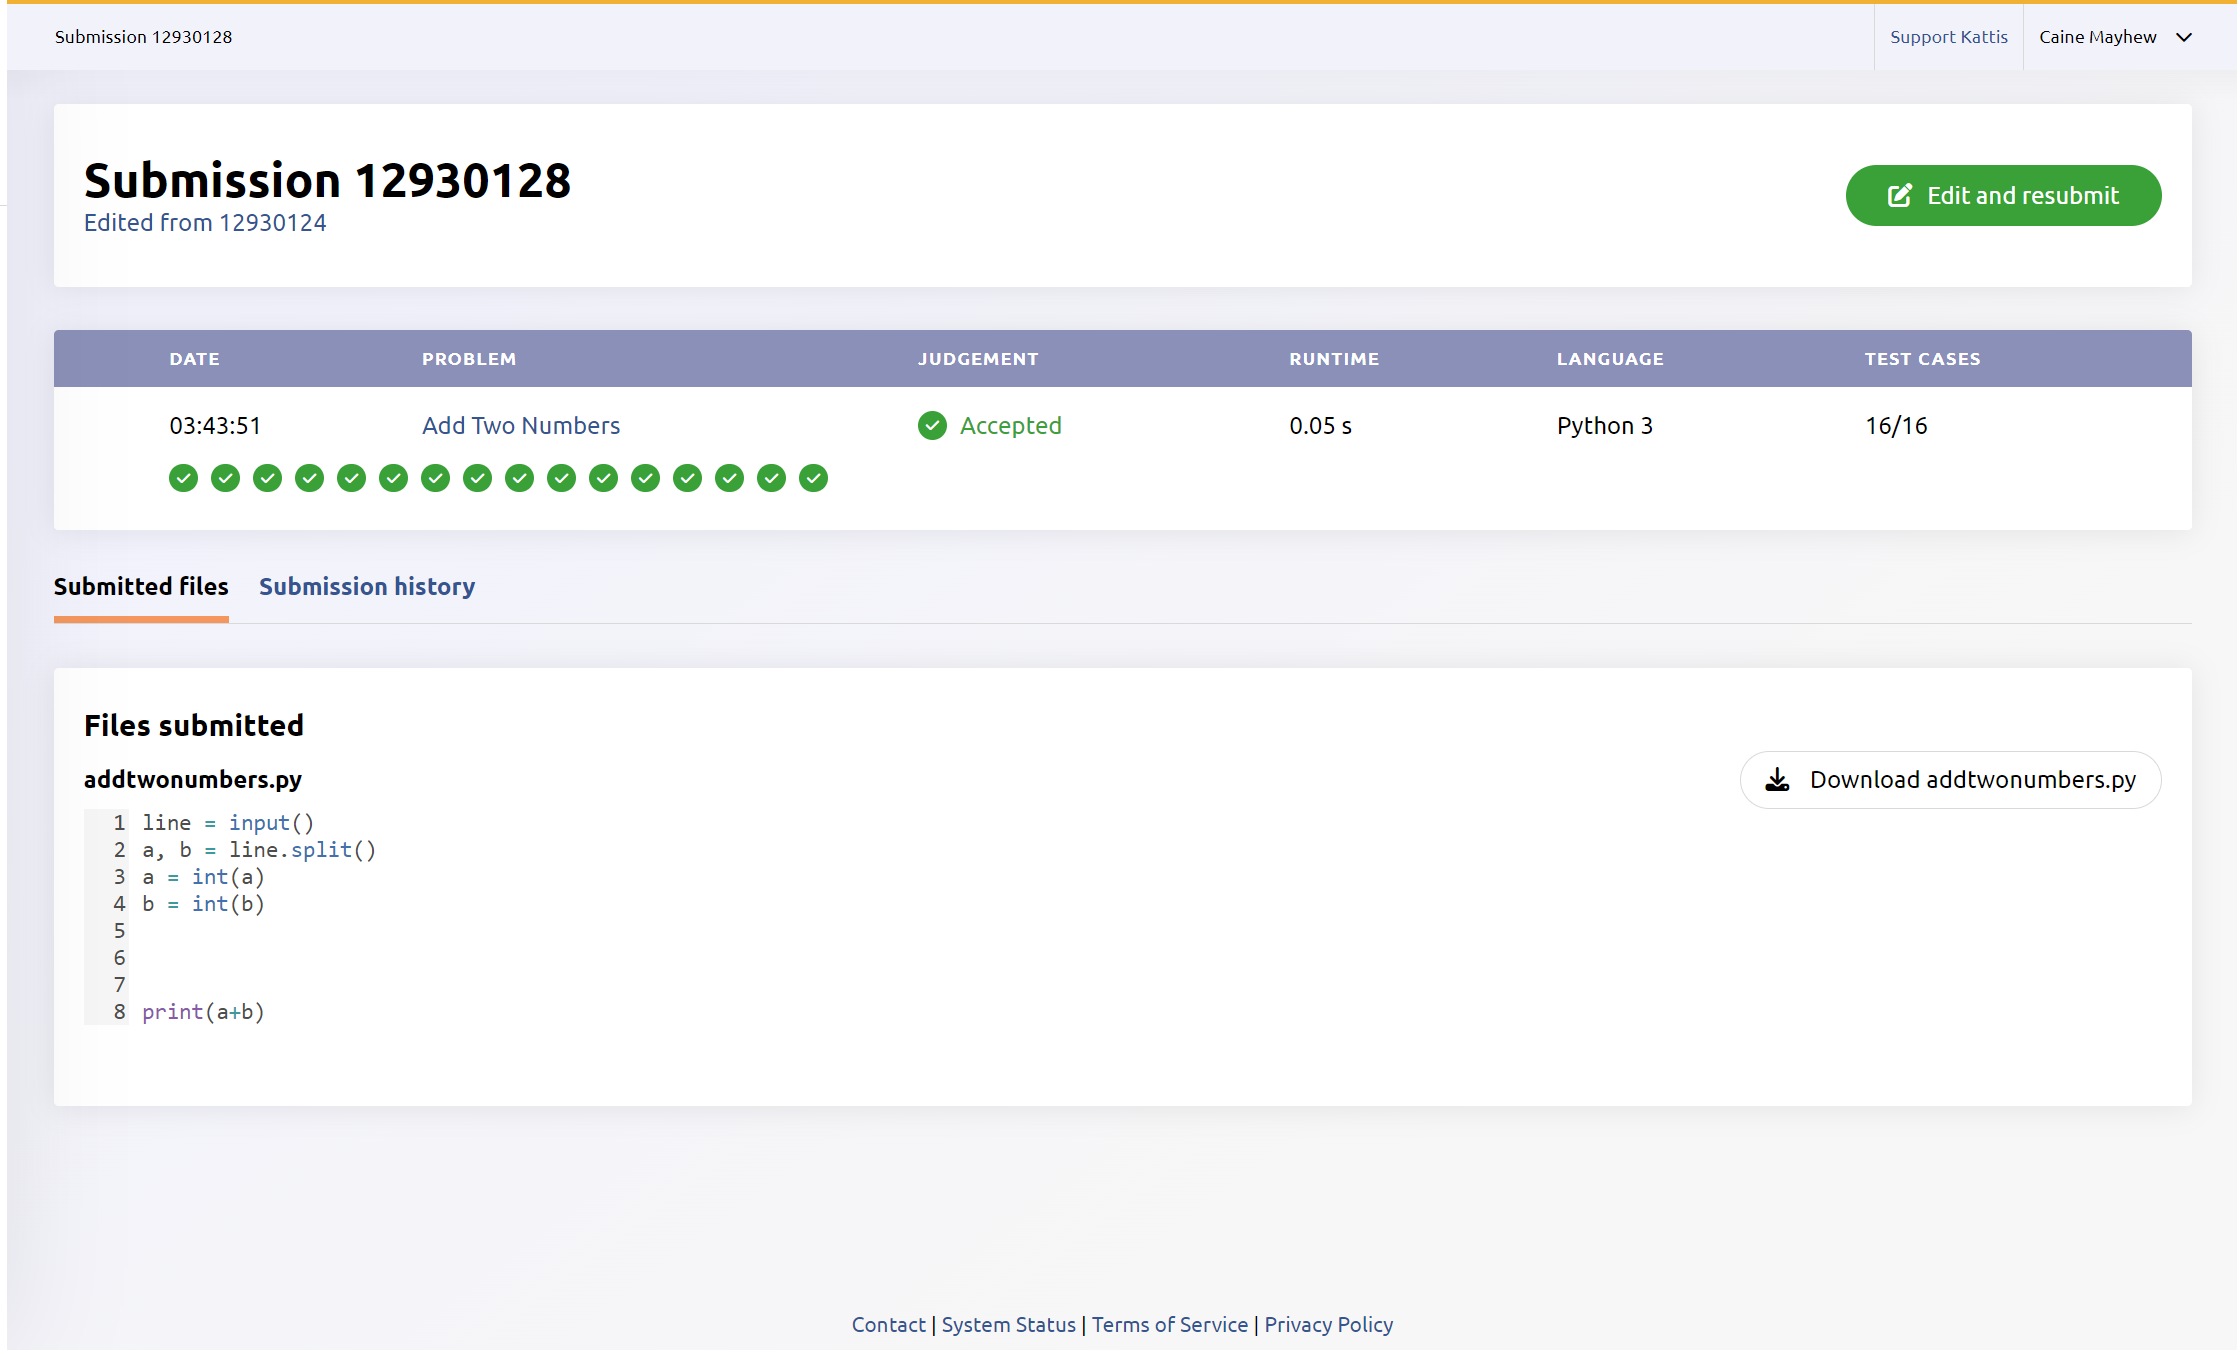 Submission 12930128
Support Kattis
Caine Mayhew
Submission 12930128
Edited from 12930124
Edit and resubmit
DATE PROBLEM JUDGEMENT RUNTIME LANGUAGE TEST CASES
03:43:51 Add Two Numbers Accepted 0.05 s Python 3 16/16
Submitted files Submission history
Files submitted
addtwonumbers.py
Download addtwonumbers.py
1 line = input()
2 a, b = line.split()
3 a = int(a)
4 b = int(b)
5
6
7
8 print(a+b)
Contact | System Status | Terms of Service | Privacy Policy